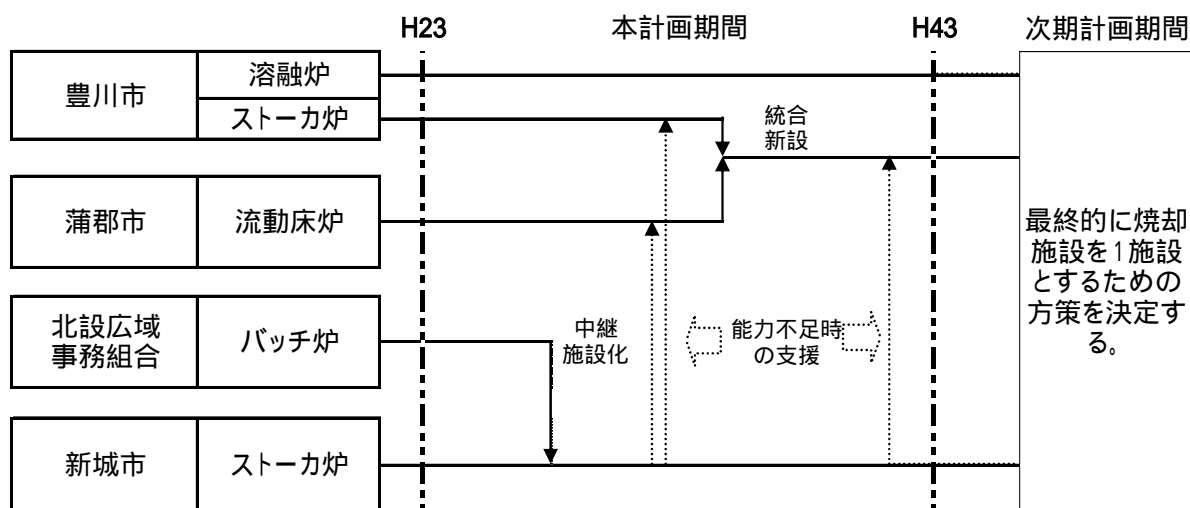 H23
本計画期間
H43
次期計画期間
豊川市
溶融炉
ストーカ炉
統合
新設
蒲郡市
流動床炉
最終的に焼却
施設を1施設
とするための
方策を決定す
る。
北設広域
事務組合
バッチ炉
中継
施設化
能力不足時
の支援
新城市
ストーカ炉